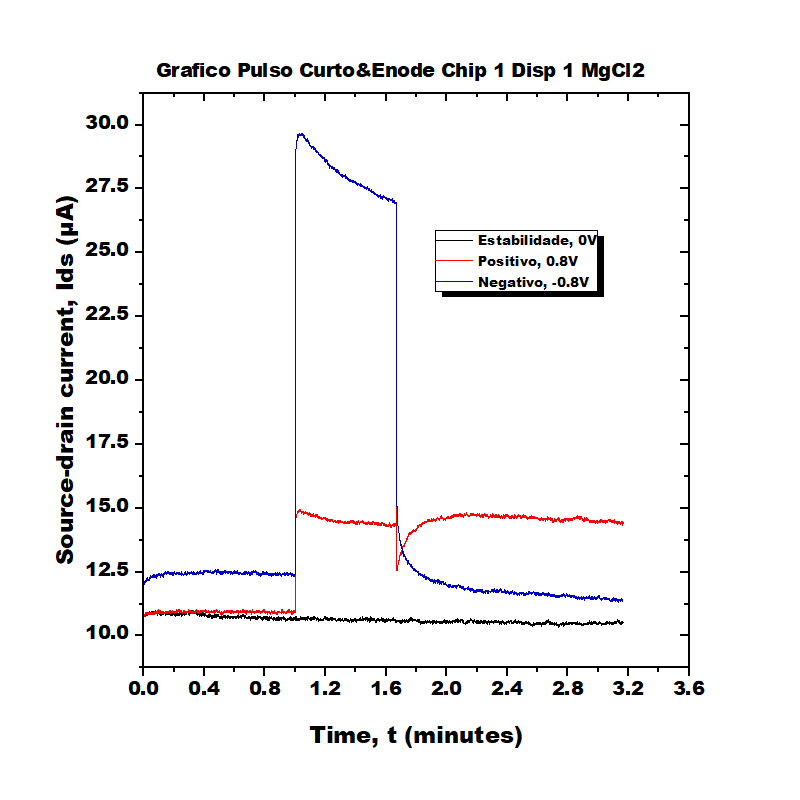 Grafico Pulso Curto&Enode Chip 1 Disp 1 MgCl2
Source-drain current, Ids (µA)
30.0
27.5
25.0
22.5
20.0
17.5
15.0
12.5
10.0
Estabilidade, 0V
Positivo, 0.8V
Negativo, -0.8V
0.0 0.4 0.8 1.2 1.6 2.0 2.4 2.8 3.2 3.6
Time, t (minutes)